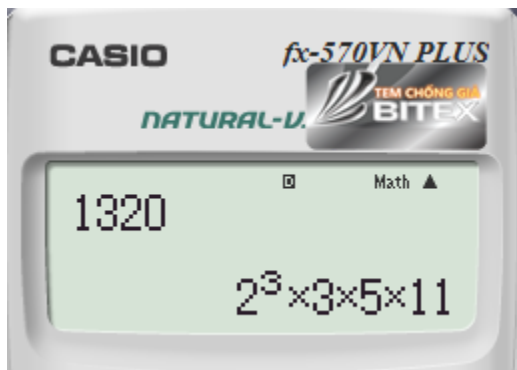 CASIO fx-570VN PLUS
TEM CHỐNG GIẢ
BITEX
NATURAL-V.
D Math ▲
1320
2³×3×5×11